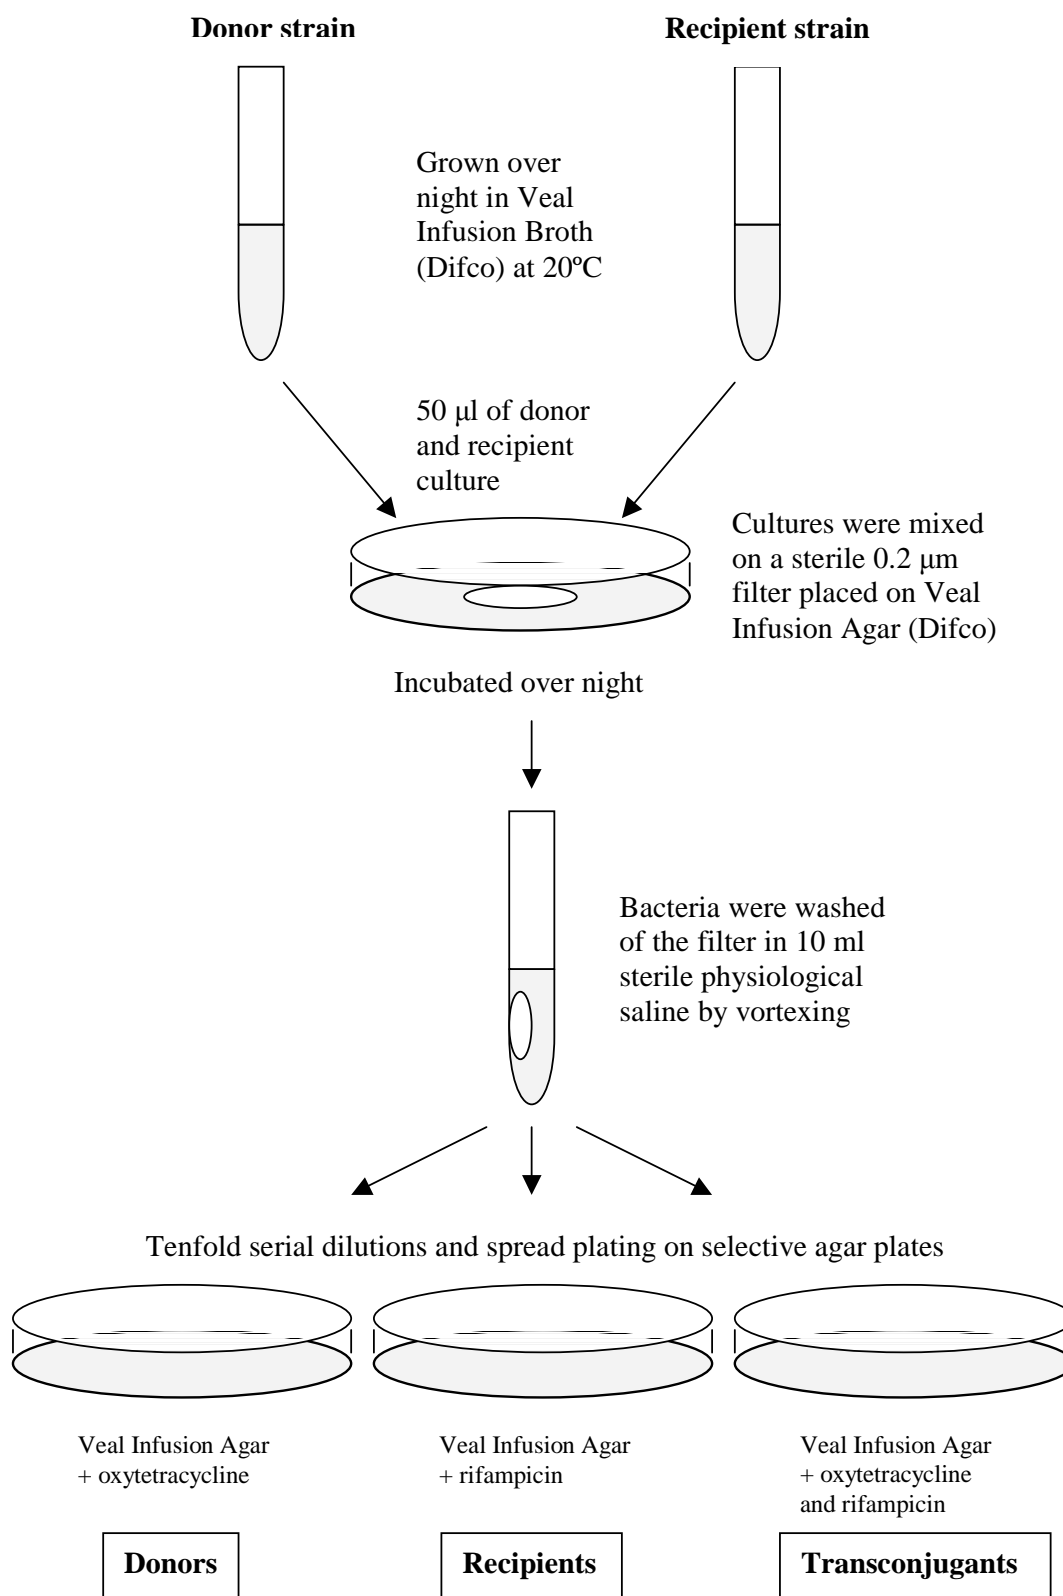 Donor strain
Recipient strain
Grown over
night in Veal
Infusion Broth
(Difco) at 20ºC
50 μl of donor
and recipient
culture
Cultures were mixed
on a sterile 0.2 μm
filter placed on Veal
Infusion Agar (Difco)
Incubated over night
Bacteria were washed
of the filter in 10 ml
sterile physiological
saline by vortexing
Tenfold serial dilutions and spread plating on selective agar plates
Veal Infusion Agar
+ oxytetracycline
Veal Infusion Agar
+ rifampicin
Veal Infusion Agar
+ oxytetracycline
and rifampicin
Donors
Recipients
Transconjugants